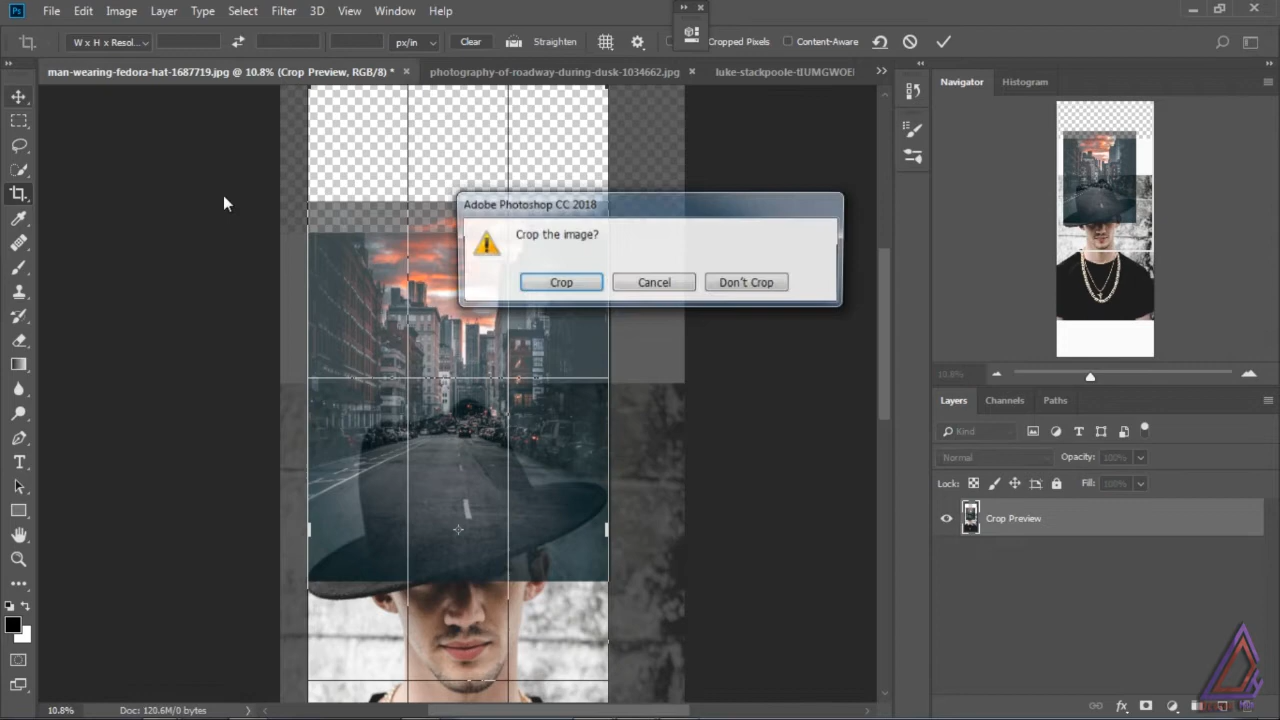 Ps File Edit Image Layer Type Select Filter 3D View Window Help
W x H x Resol... px/in Clear Straighten Cropped Pixels Content-Aware
man-wearing-fedora-hat-1687719.jpg @ 10.8% (Crop Preview, RGB/8) * photography-of-roadway-during-dusk-1034662.jpg
Navigator Histogram
Adobe Photoshop CC 2018
Crop the image?
Crop Cancel Don't Crop
10.8%
Layers Channels Paths
Kind
Normal Opacity: 100%
Lock: Fill: 100%
Crop Preview
10.8% Doc: 120.6M/0 bytes